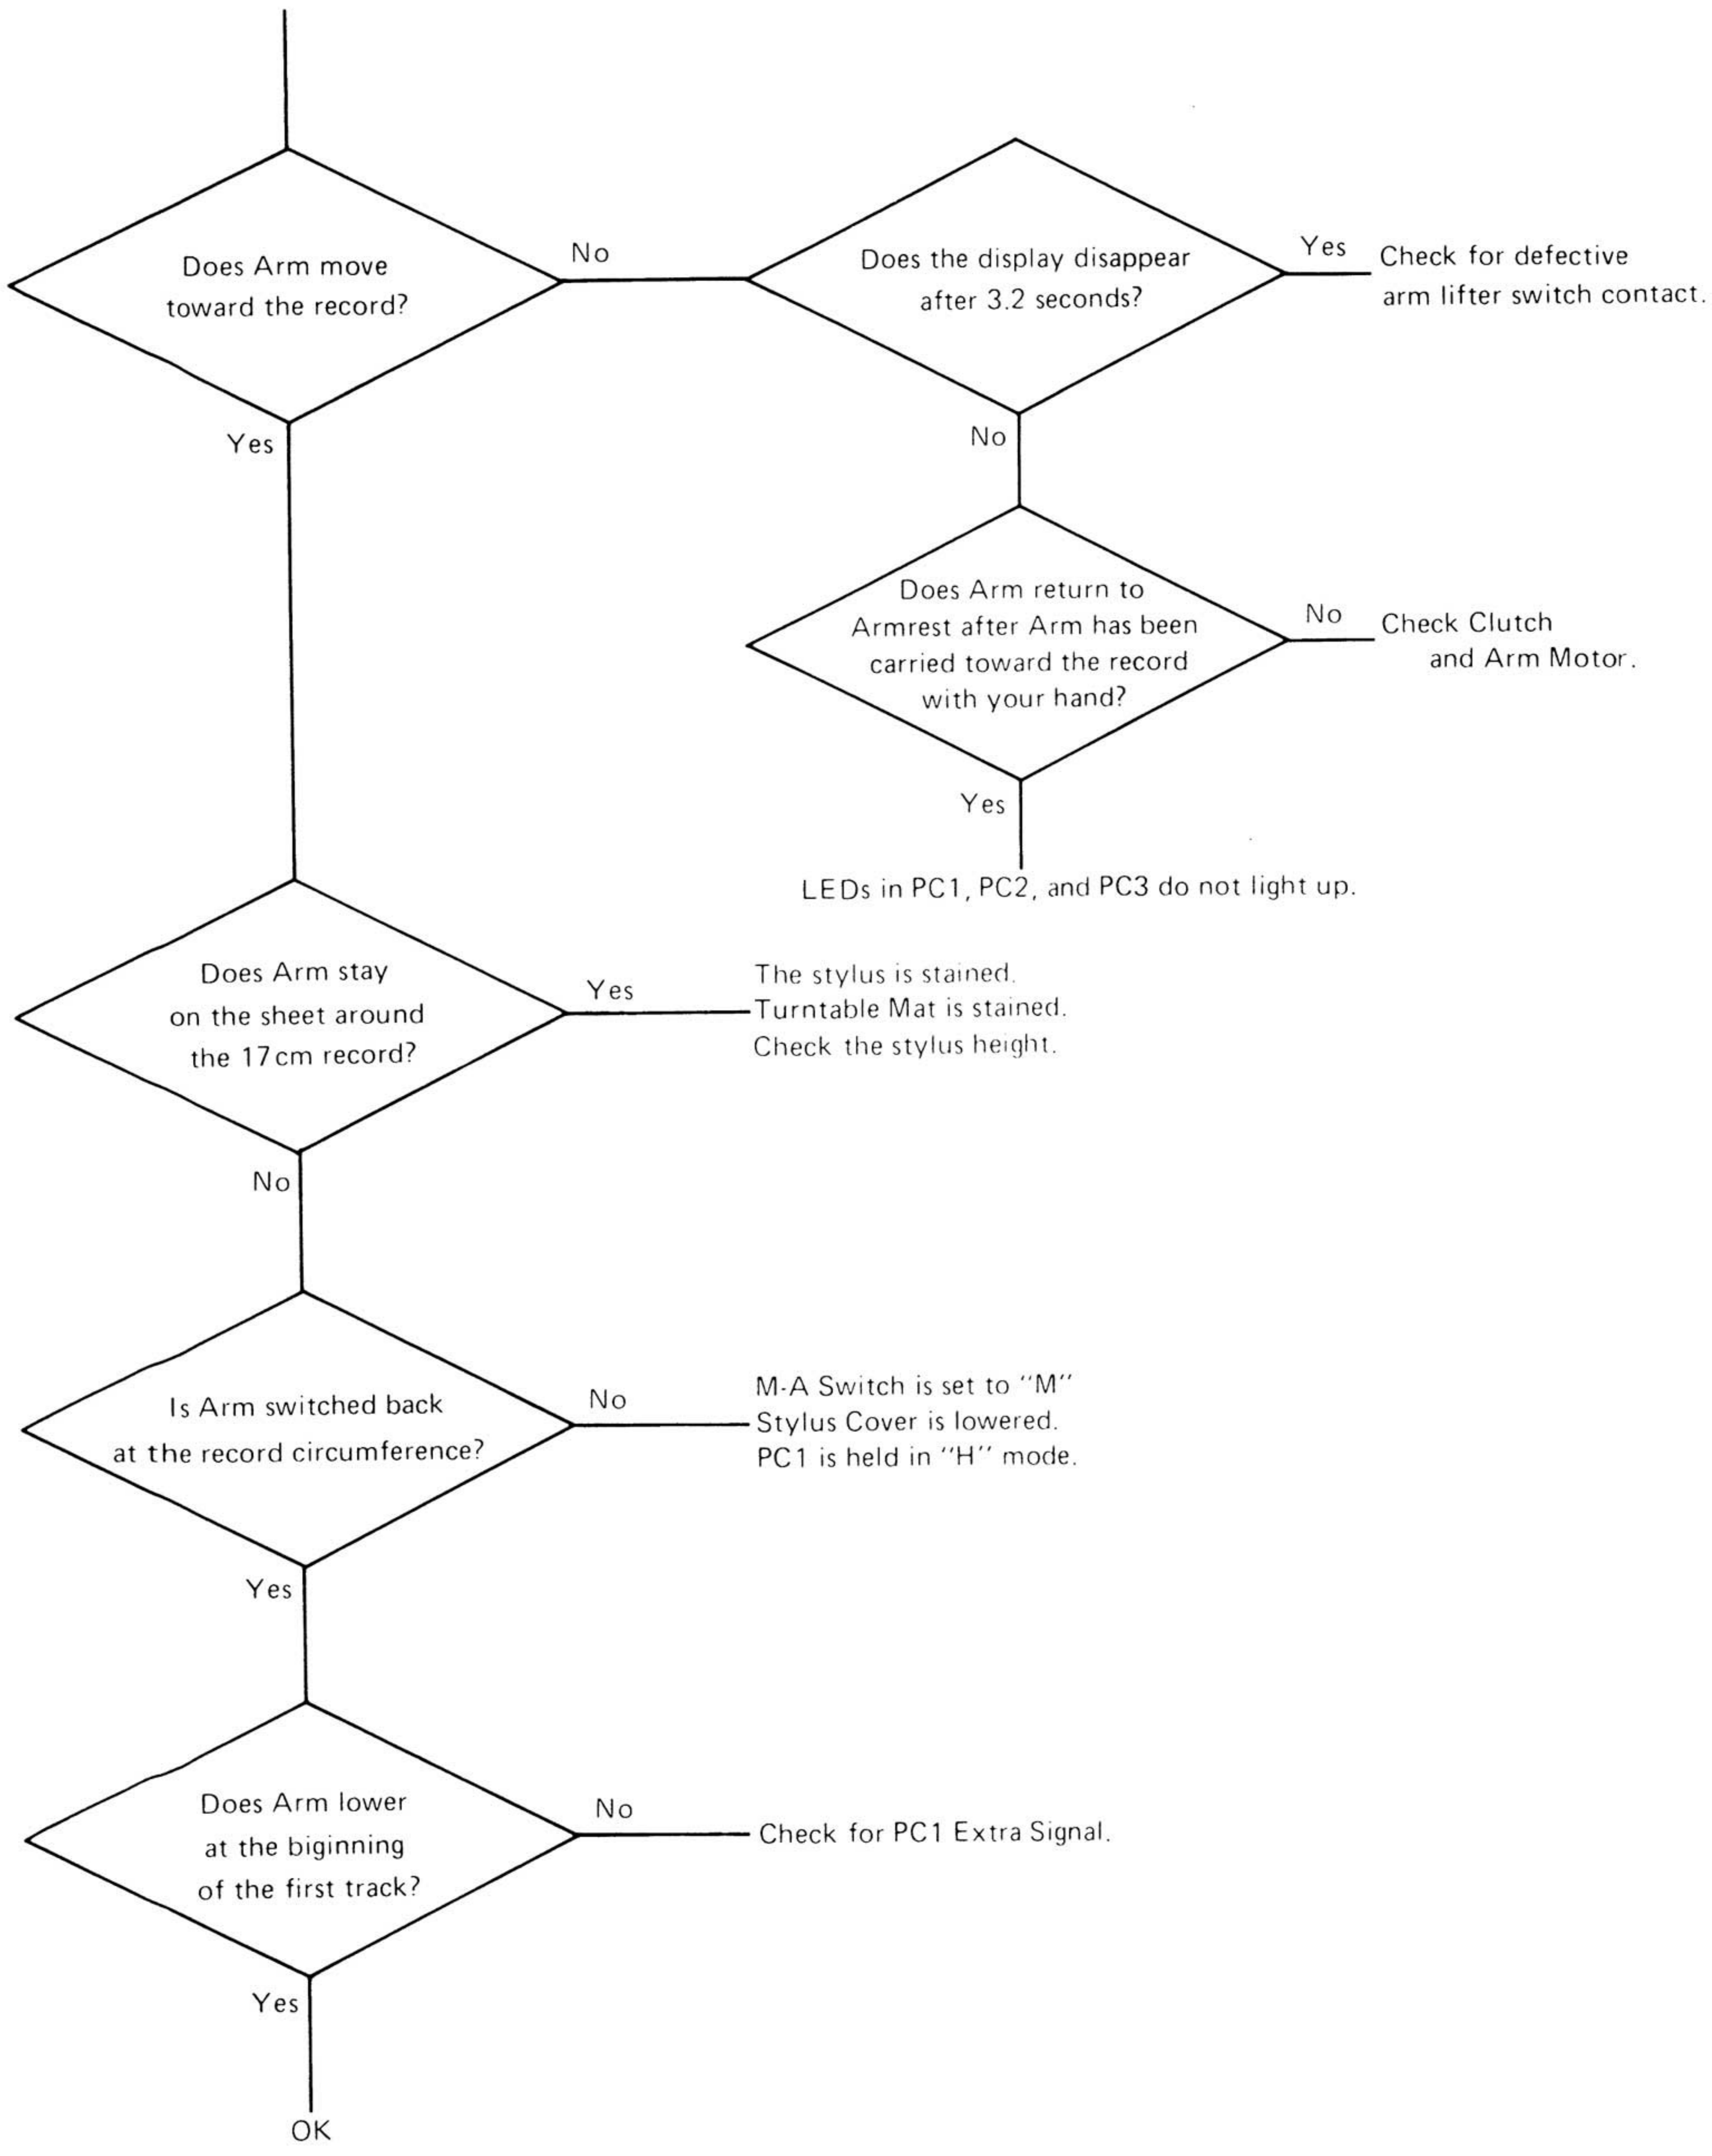 Does Arm move
toward the record?
No
Does the display disappear
after 3.2 seconds?
Yes
Check for defective
arm lifter switch contact.
Yes
No
Does Arm return to
Armrest after Arm has been
carried toward the record
with your hand?
No
Check Clutch
and Arm Motor.
Yes
LEDs in PC1, PC2, and PC3 do not light up.
Does Arm stay
on the sheet around
the 17cm record?
Yes
The stylus is stained.
Turntable Mat is stained.
Check the stylus height.
No
Is Arm switched back
at the record circumference?
No
M-A Switch is set to "M"
Stylus Cover is lowered.
PC1 is held in "H" mode.
Yes
Does Arm lower
at the biginning
of the first track?
No
Check for PC1 Extra Signal.
Yes
OK